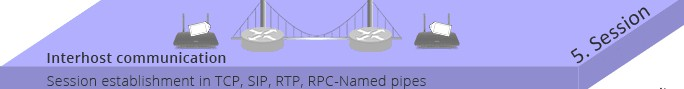 5. Session
Interhost communication
Session establishment in TCP, SIP, RTP, RPC-Named pipes